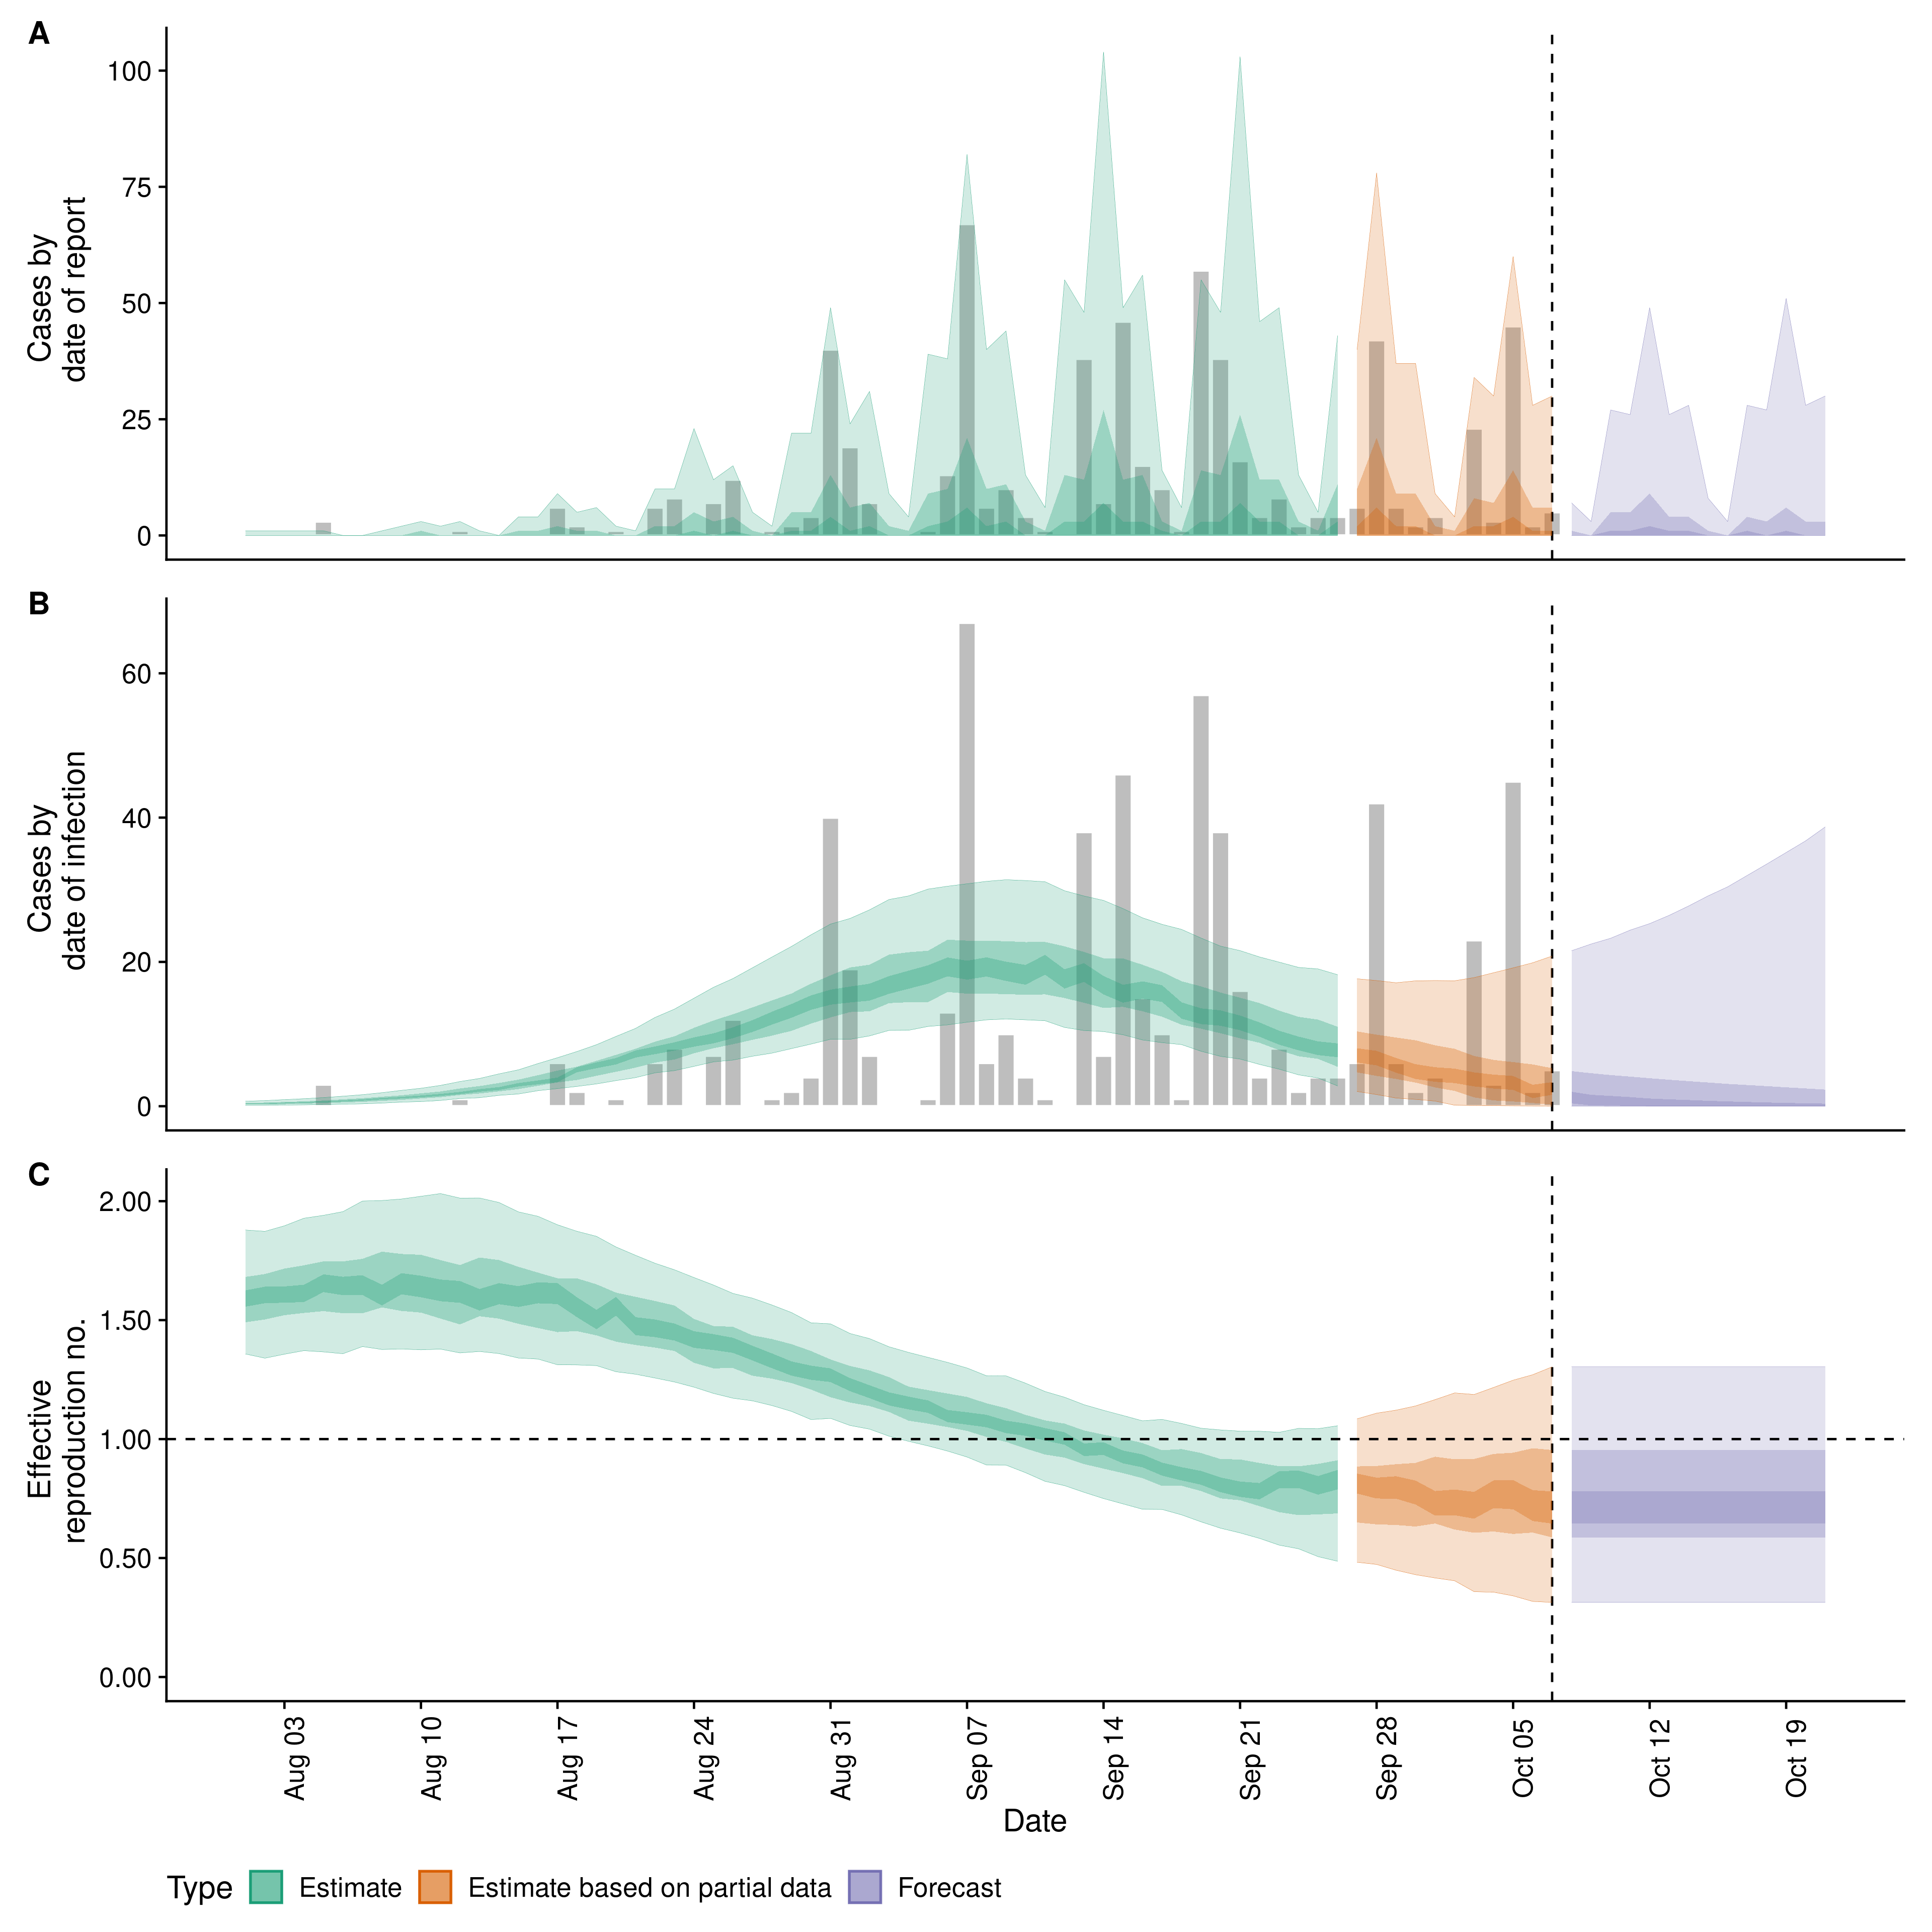 A
Cases by
date of report
100
75
50
25
0
B
Cases by
date of infection
60
40
20
0
C
Effective
reproduction no.
2.00
1.50
1.00
0.50
0.00
Aug 03
Aug 10
Aug 17
Aug 24
Aug 31
Sep 07
Sep 14
Sep 21
Sep 28
Oct 05
Oct 12
Oct 19
Date
Type Estimate Estimate based on partial data Forecast